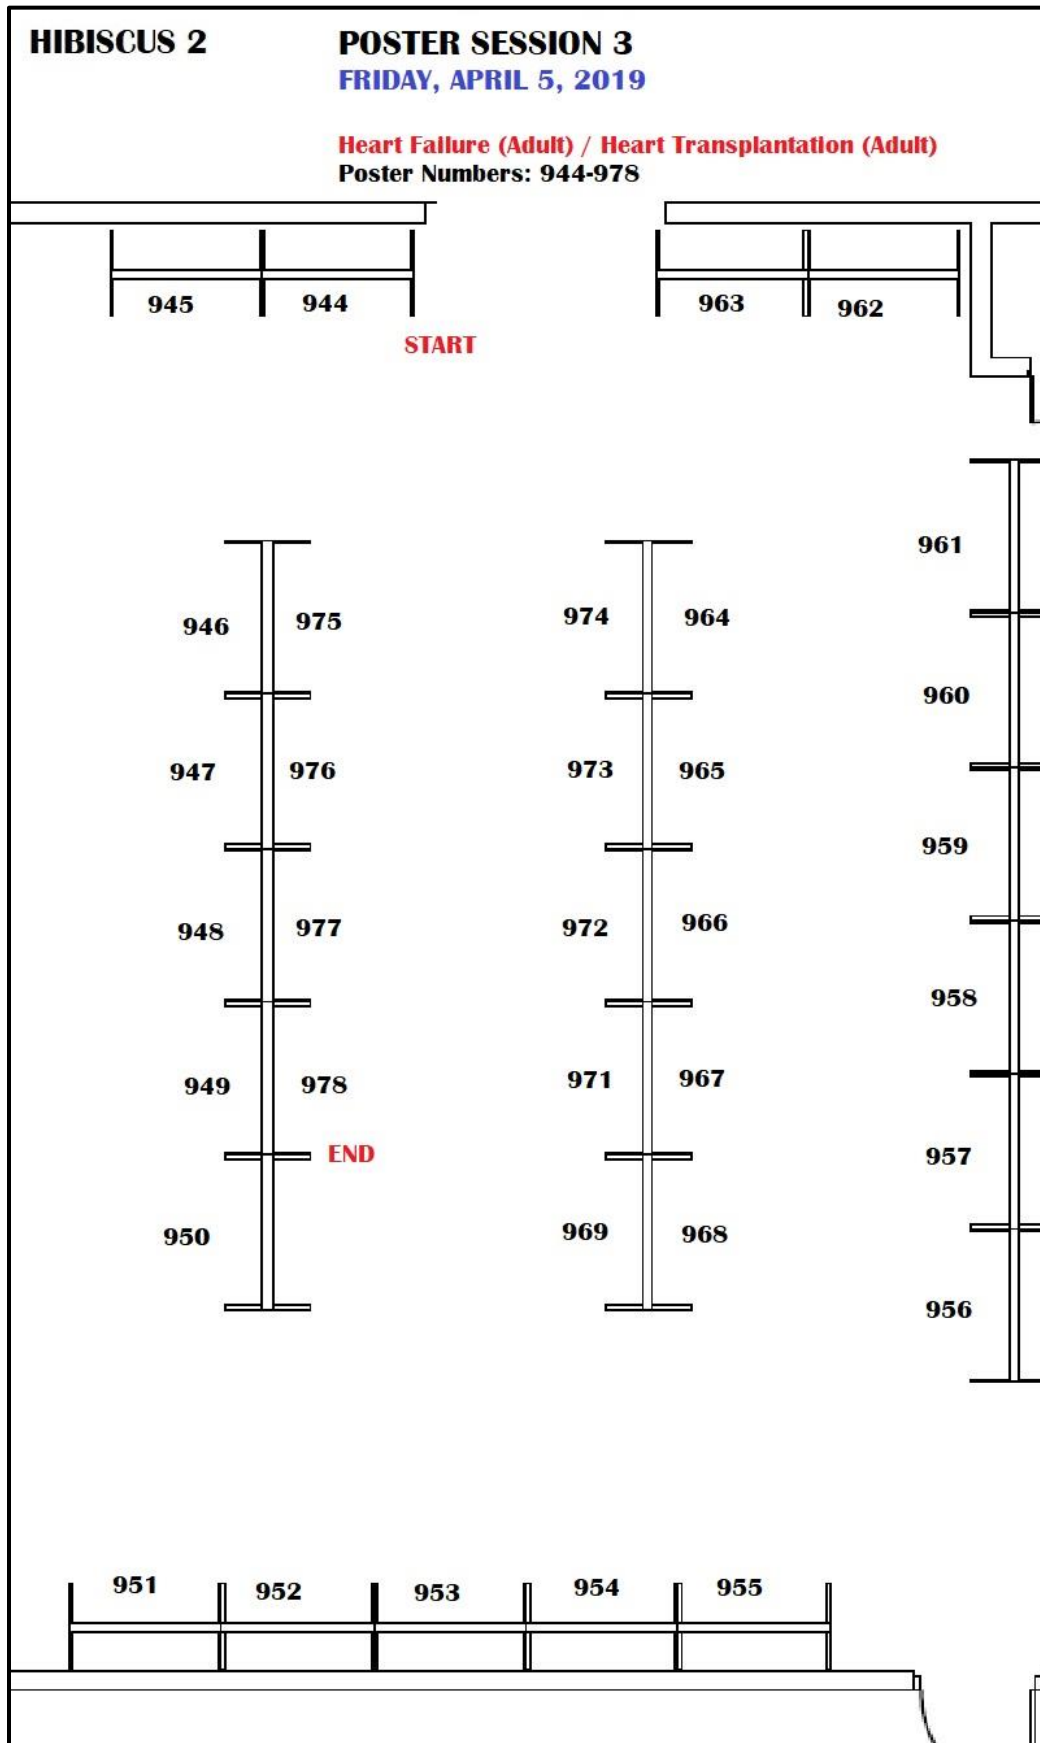 HIBISCUS 2
POSTER SESSION 3
FRIDAY, APRIL 5, 2019
Heart Failure (Adult) / Heart Transplantation (Adult)
Poster Numbers: 944-978
945 944 963 962
START
961
946 975 974 964
960
947 976 973 965
959
948 977 972 966
958
949 978 971 967
END 957
950 969 968
956
951 952 953 954 955